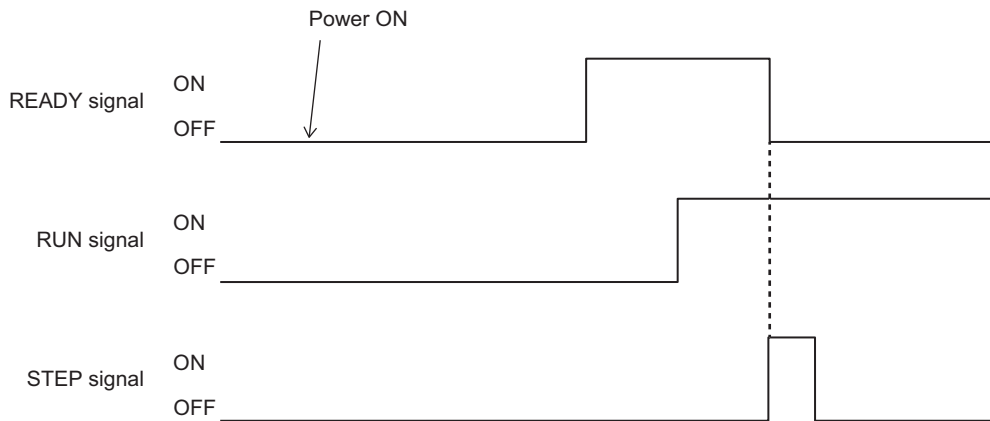 Power ON
READY signal
ON
OFF
RUN signal
ON
OFF
STEP signal
ON
OFF